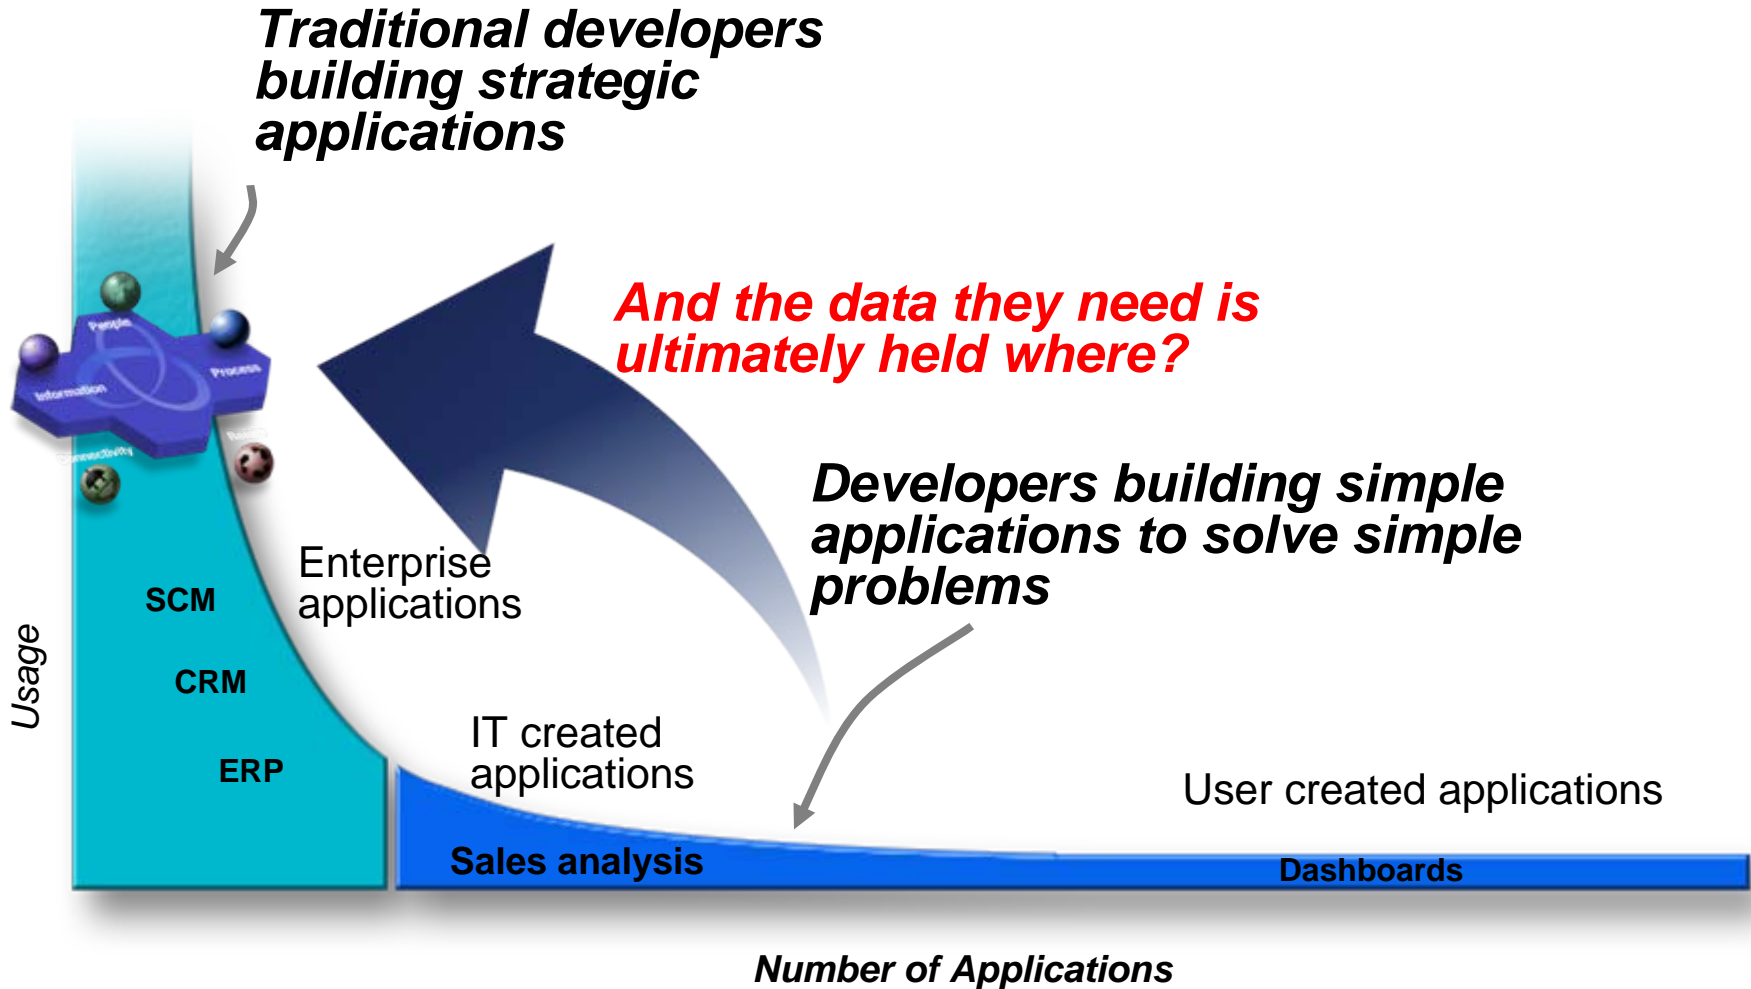 Traditional developers
building strategic
applications
And the data they need is
ultimately held where?
People
Process
Information
Connectivity
Developers building simple
applications to solve simple
problems
Enterprise
applications
SCM
CRM
ERP
Usage
IT created
applications
User created applications
Sales analysis
Dashboards
Number of Applications